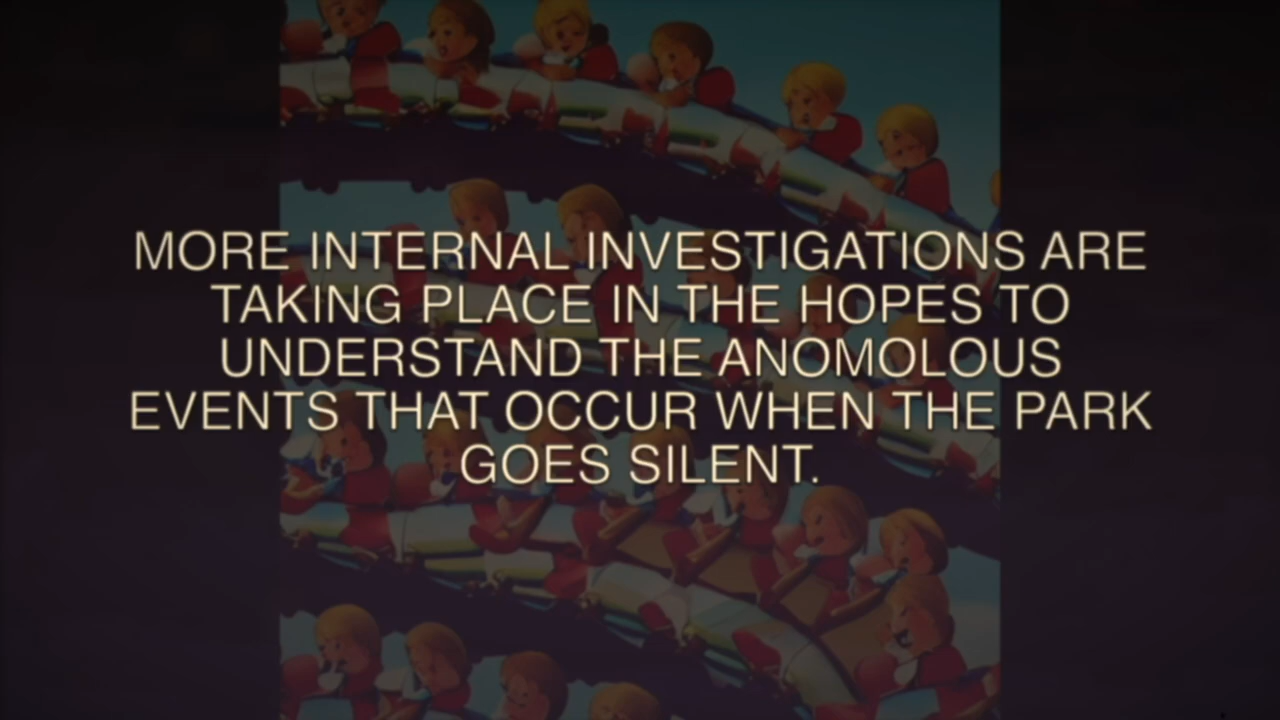 MORE INTERNAL INVESTIGATIONS ARE
TAKING PLACE IN THE HOPES TO
UNDERSTAND THE ANOMOLOUS
EVENTS THAT OCCUR WHEN THE PARK
GOES SILENT.